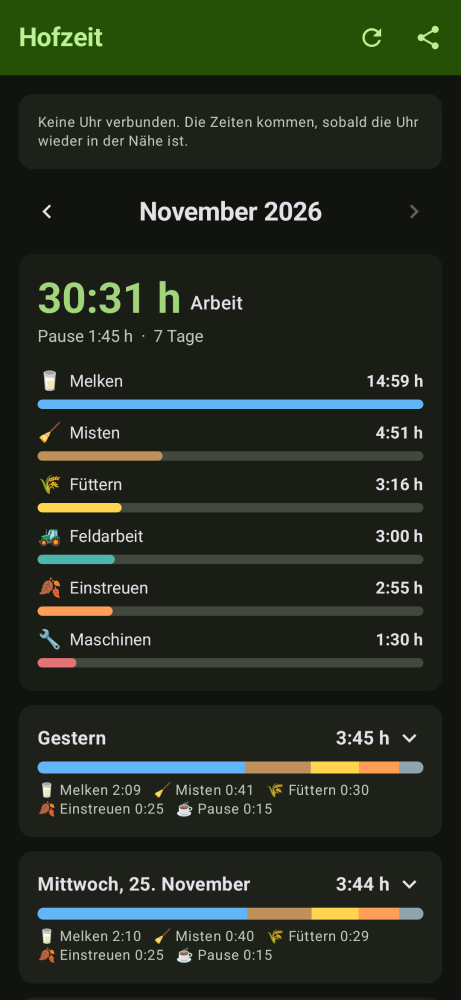 Hofzeit
Keine Uhr verbunden. Die Zeiten kommen, sobald die Uhr
wieder in der Nähe ist.
November 2026
30:31 h Arbeit
Pause 1:45 h · 7 Tage
Melken 14:59 h
Misten 4:51 h
Füttern 3:16 h
Feldarbeit 3:00 h
Einstreuen 2:55 h
Maschinen 1:30 h
Gestern 3:45 h
Melken 2:09 Misten 0:41 Füttern 0:30
Einstreuen 0:25 Pause 0:15
Mittwoch, 25. November 3:44 h
Melken 2:10 Misten 0:40 Füttern 0:29
Einstreuen 0:25 Pause 0:15